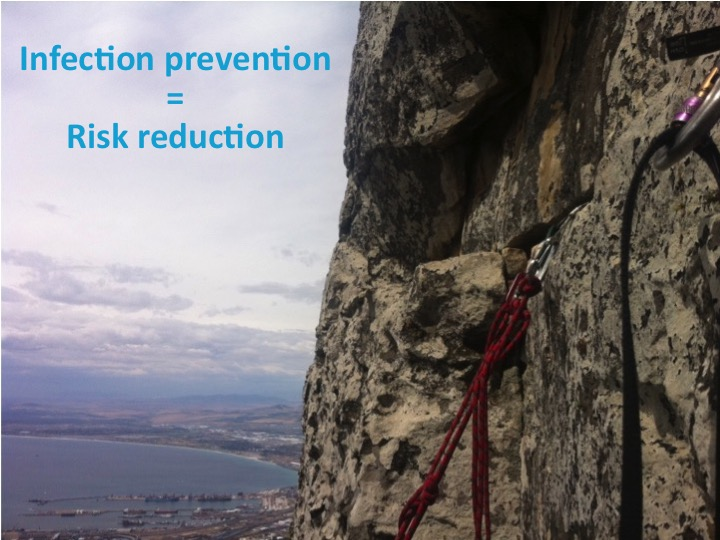 Infection prevention
=
Risk reduction